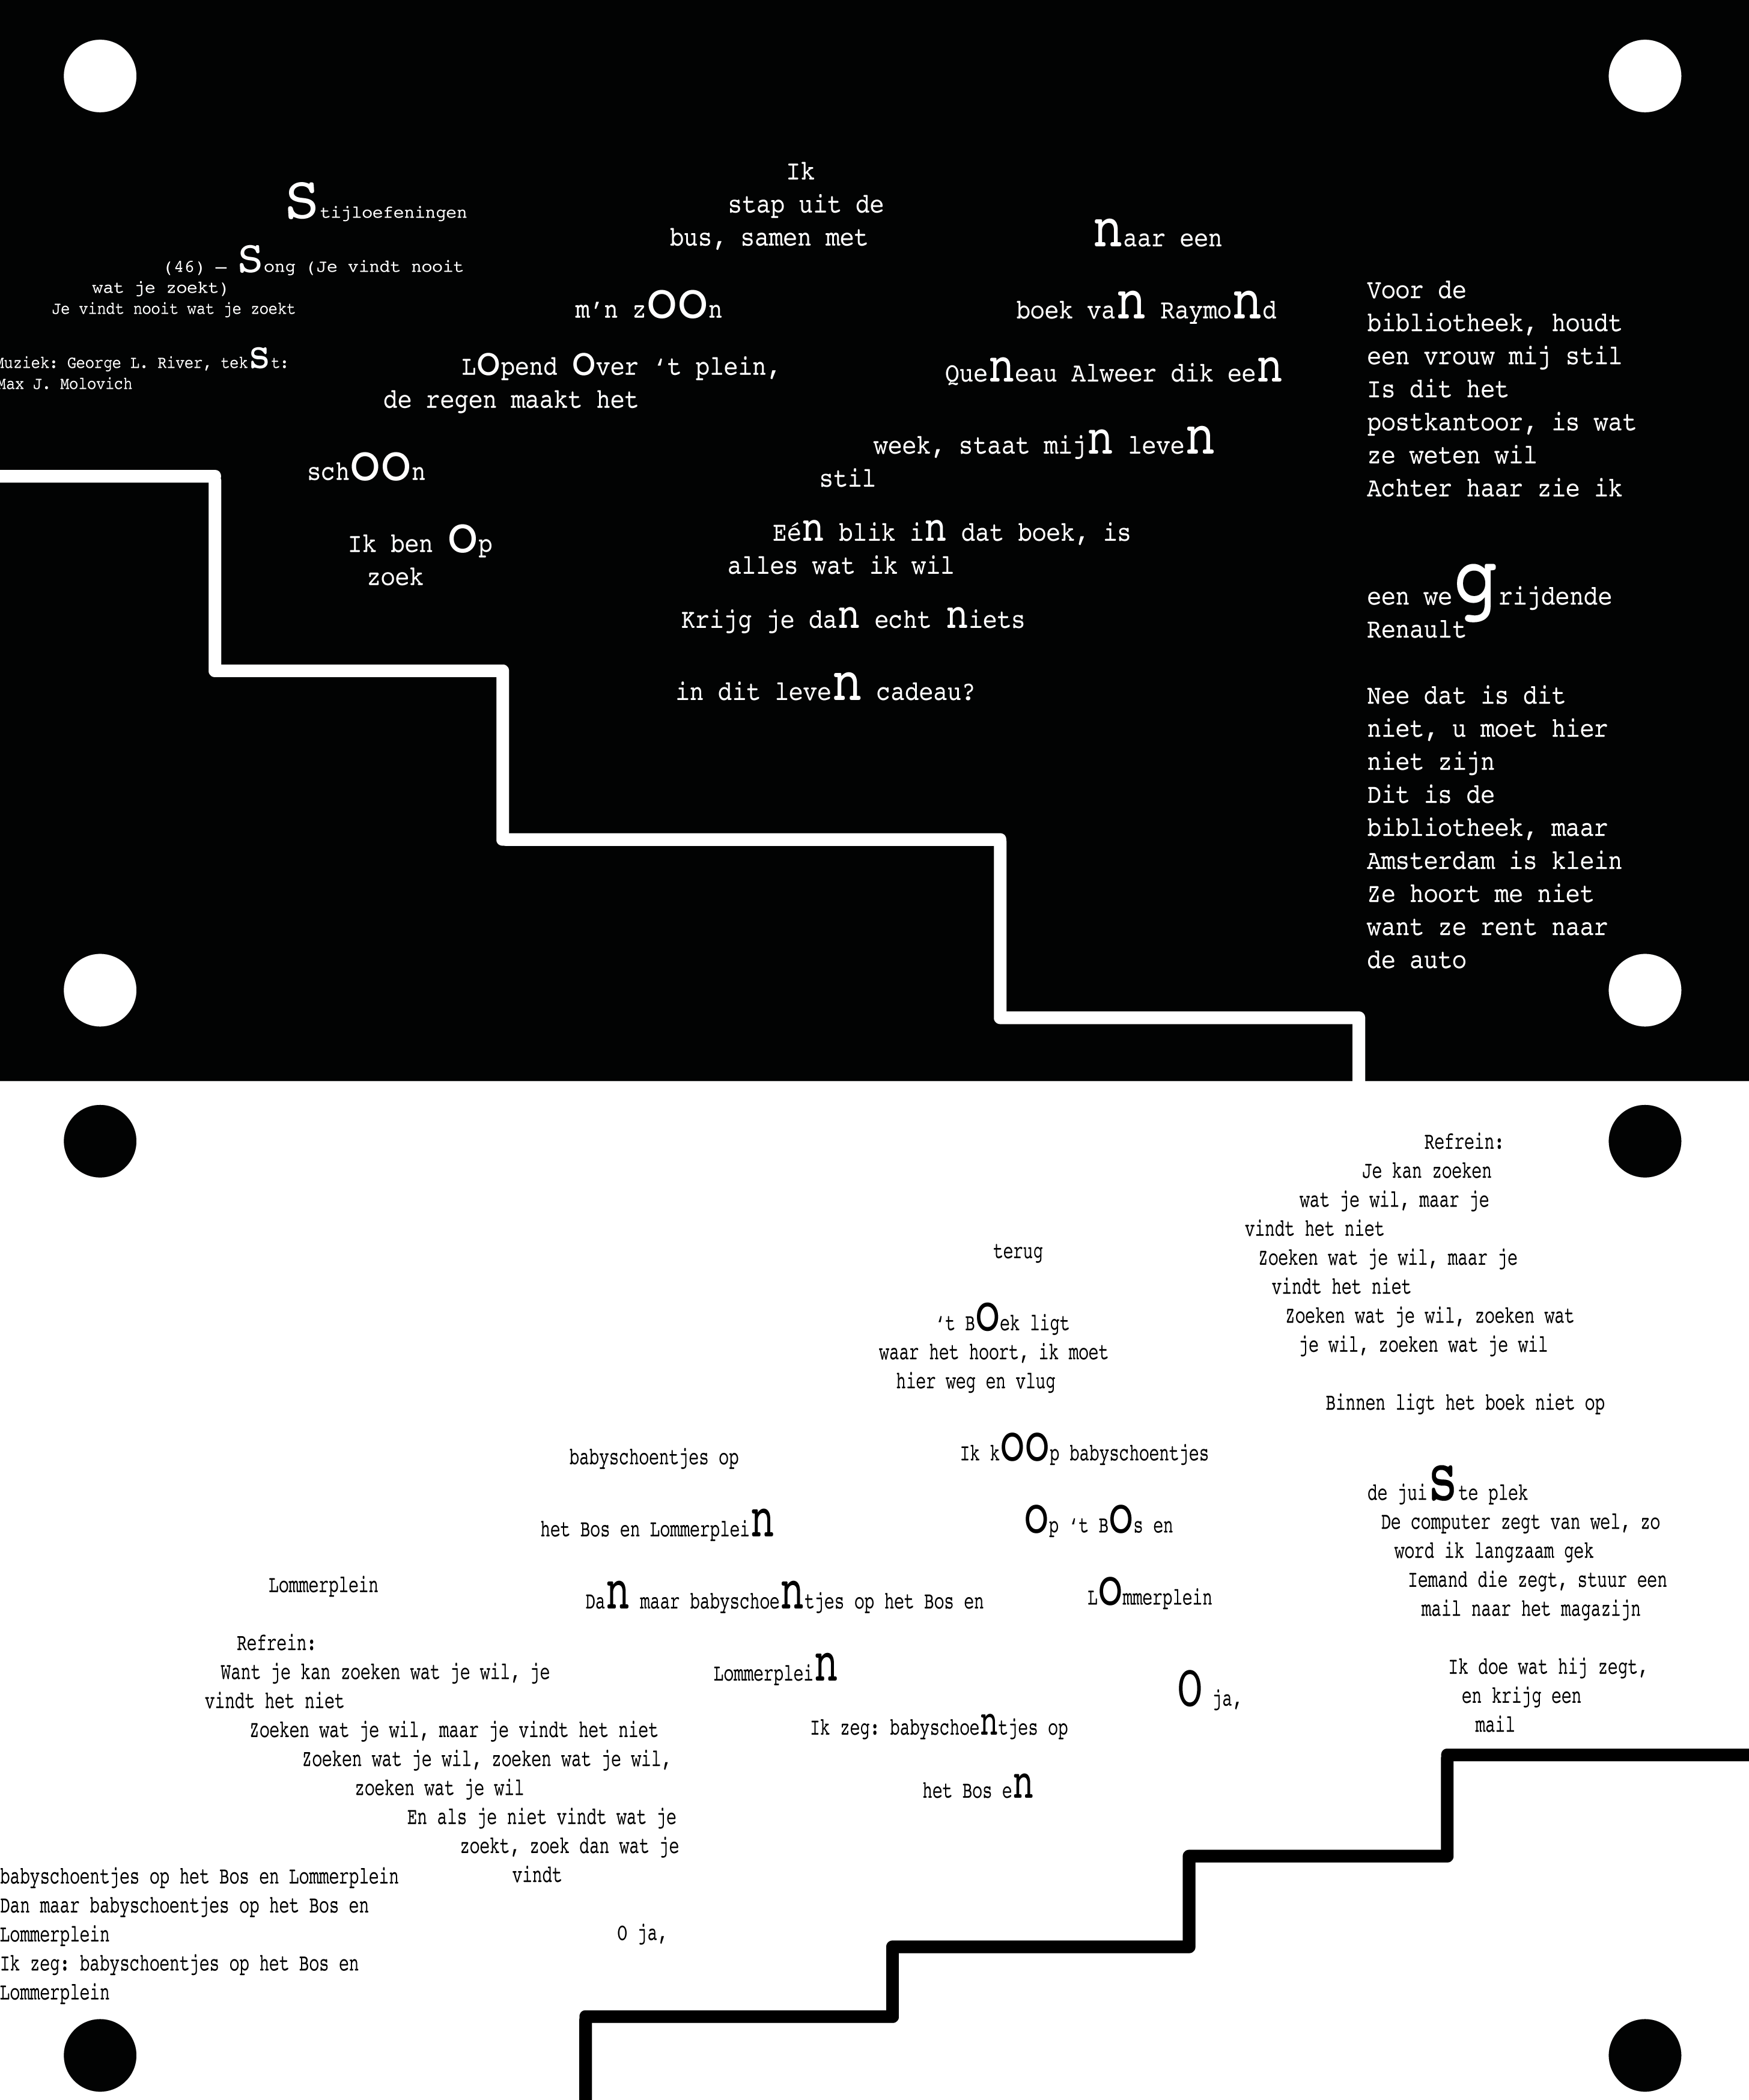 Stijloefeningen
(46) – Song (Je vindt nooit
wat je zoekt)
Je vindt nooit wat je zoekt
Muziek: George L. River, tekst:
Max J. Molovich
Ik
stap uit de
bus, samen met
m’n zoon
Lopend over ‘t plein,
de regen maakt het
schoon
Ik ben op
zoek
naar een
boek van Raymond
Queneau Alweer dik een
week, staat mijn leven
stil
Eén blik in dat boek, is
alles wat ik wil
Krijg je dan echt niets
in dit leven cadeau?
Voor de
bibliotheek, houdt
een vrouw mij stil
Is dit het
postkantoor, is wat
ze weten wil
Achter haar zie ik
een wegrijdende
Renault
Nee dat is dit
niet, u moet hier
niet zijn
Dit is de
bibliotheek, maar
Amsterdam is klein
Ze hoort me niet
want ze rent naar
de auto
Refrein:
Je kan zoeken
wat je wil, maar je
vindt het niet
Zoeken wat je wil, maar je
vindt het niet
Zoeken wat je wil, zoeken wat
je wil, zoeken wat je wil
Binnen ligt het boek niet op
de juiste plek
De computer zegt van wel, zo
word ik langzaam gek
Iemand die zegt, stuur een
mail naar het magazijn
Ik doe wat hij zegt,
en krijg een
mail
terug
‘t Boek ligt
waar het hoort, ik moet
hier weg en vlug
Ik koop babyschoentjes
op ‘t Bos en
Lommerplein
O ja,
babyschoentjes op
het Bos en Lommerplein
Dan maar babyschoentjes op het Bos en
Lommerplein
Ik zeg: babyschoentjes op
het Bos en
Lommerplein
Refrein:
Want je kan zoeken wat je wil, je
vindt het niet
Zoeken wat je wil, maar je vindt het niet
Zoeken wat je wil, zoeken wat je wil,
zoeken wat je wil
En als je niet vindt wat je
zoekt, zoek dan wat je
vindt
O ja,
babyschoentjes op het Bos en Lommerplein
Dan maar babyschoentjes op het Bos en
Lommerplein
Ik zeg: babyschoentjes op het Bos en
Lommerplein